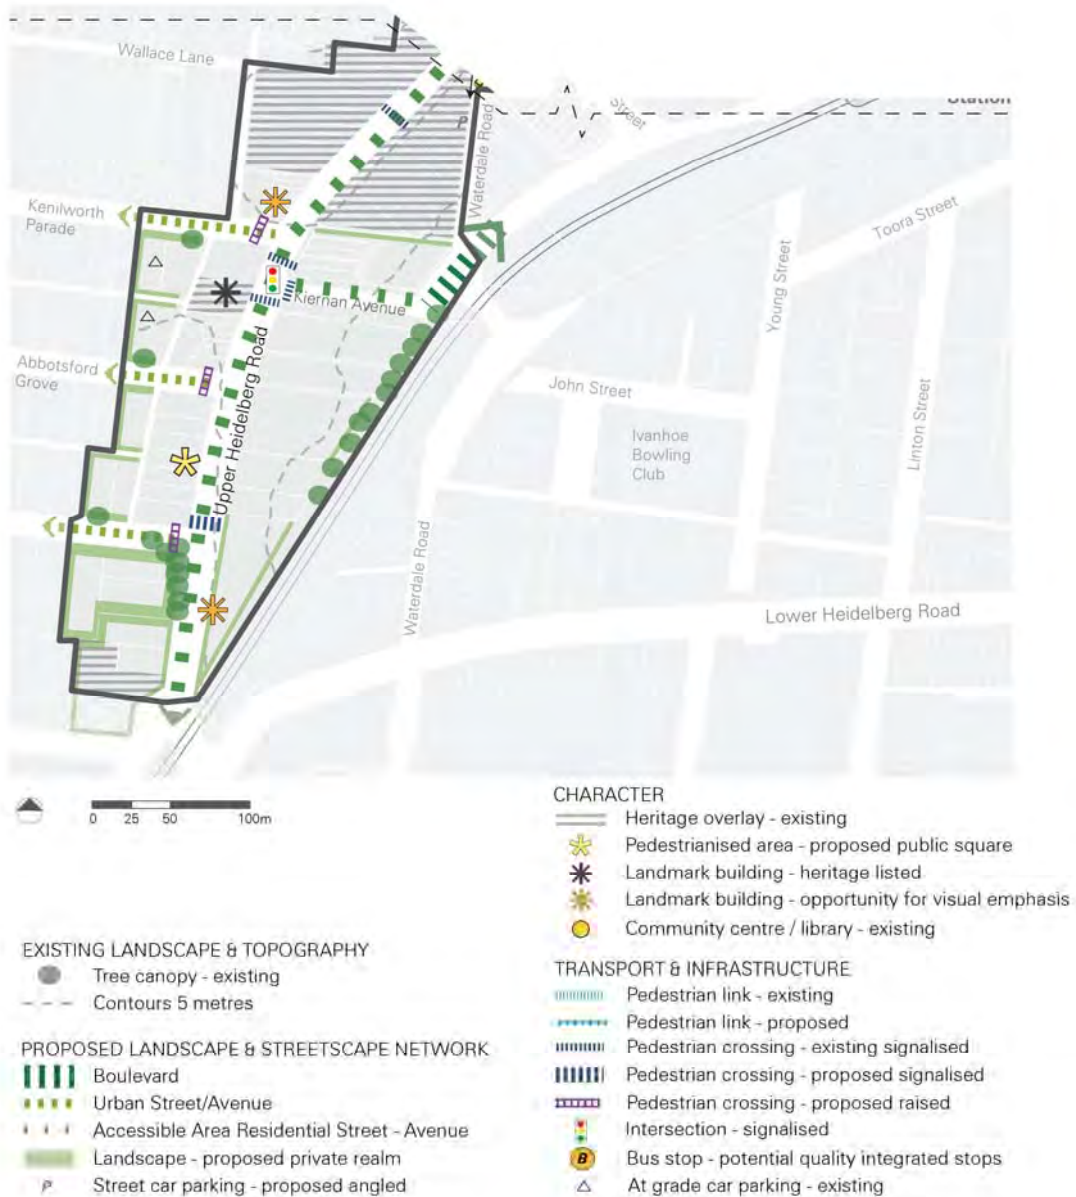 Wallace Lane
Station
Street
Waterdale Road
P
Kenilworth
Parade
Toora Street
Young Street
Kiernan Avenue
Upper Heidelberg Road
Abbotsford
Grove
John Street
Linton Street
Ivanhoe
Bowling
Club
Waterdale Road
Lower Heidelberg Road
0 25 50 100m
EXISTING LANDSCAPE & TOPOGRAPHY
Tree canopy - existing
Contours 5 metres
PROPOSED LANDSCAPE & STREETSCAPE NETWORK
Boulevard
Urban Street/Avenue
Accessible Area Residential Street - Avenue
Landscape - proposed private realm
P Street car parking - proposed angled
CHARACTER
Heritage overlay - existing
Pedestrianised area - proposed public square
Landmark building - heritage listed
Landmark building - opportunity for visual emphasis
Community centre / library - existing
TRANSPORT & INFRASTRUCTURE
Pedestrian link - existing
Pedestrian link - proposed
Pedestrian crossing - existing signalised
Pedestrian crossing - proposed signalised
Pedestrian crossing - proposed raised
Intersection - signalised
B Bus stop - potential quality integrated stops
At grade car parking - existing